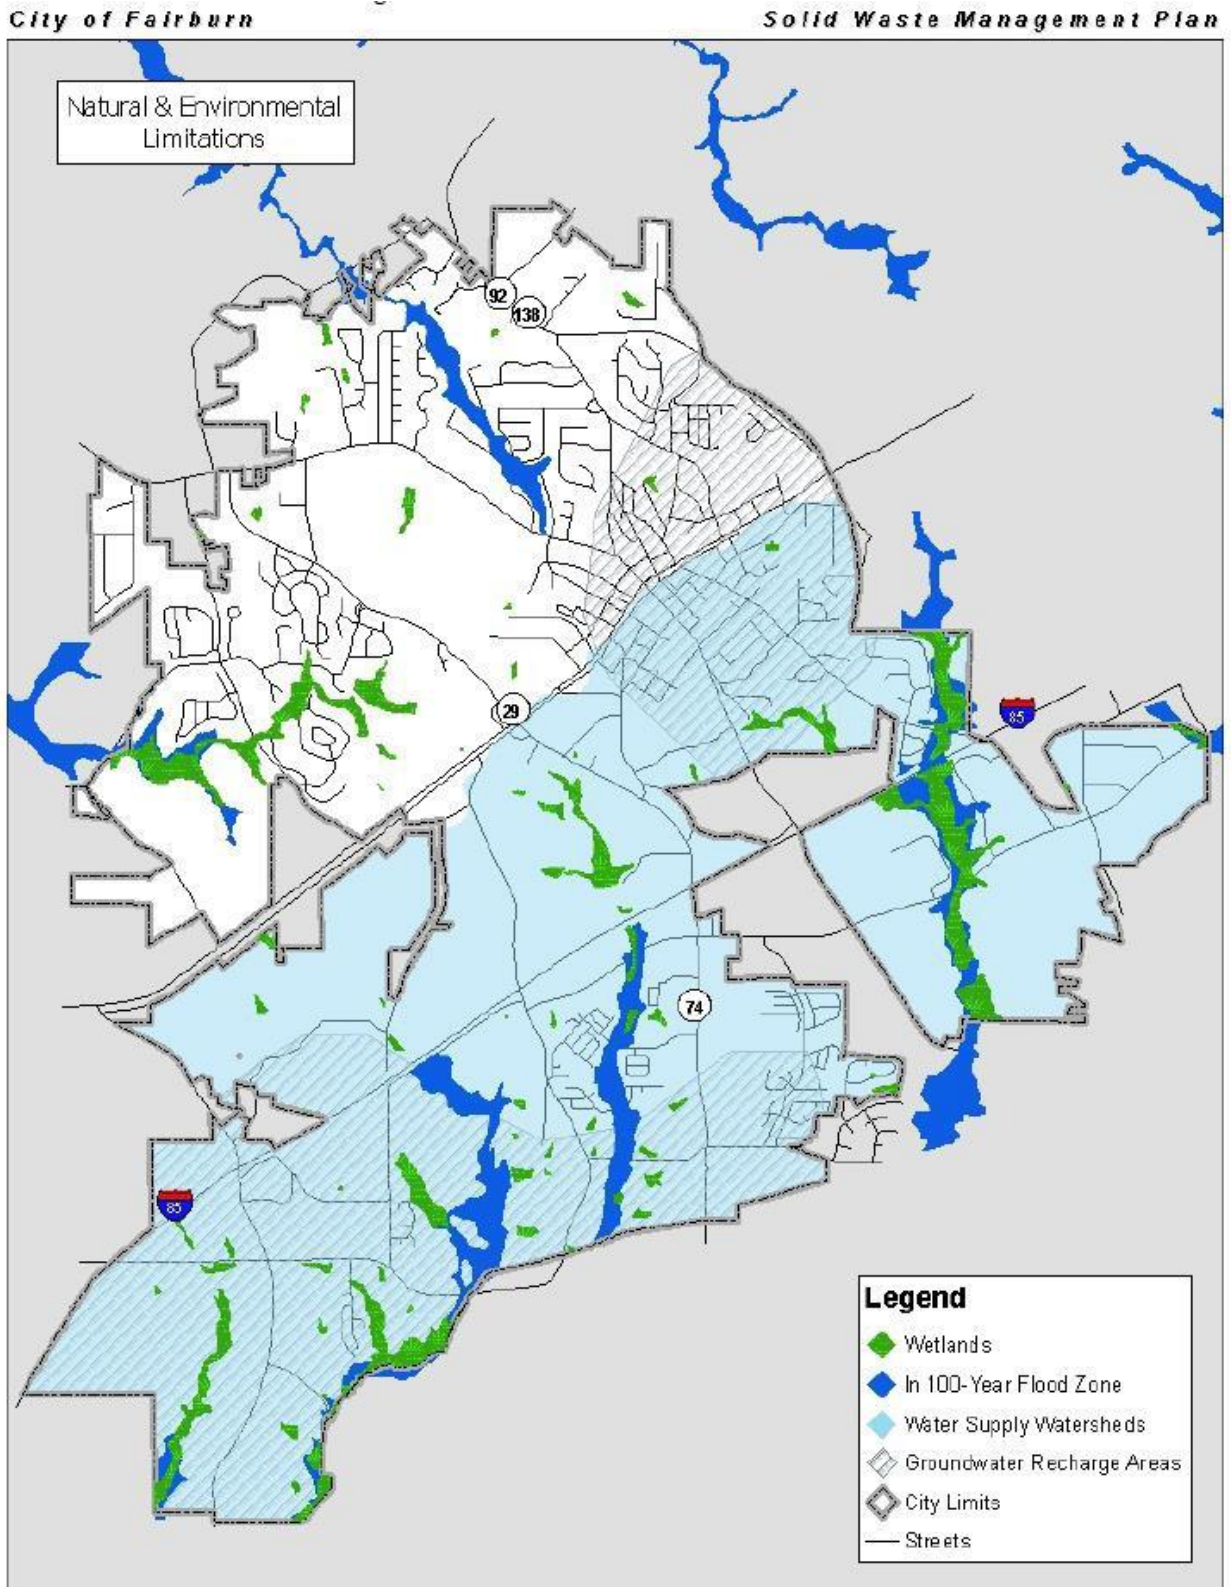 City of Fairburn
Solid Waste Management Plan
Natural & Environmental
Limitations
92
138
29
85
74
85
Legend
Wetlands
In 100-Year Flood Zone
Water Supply Watersheds
Groundwater Recharge Areas
City Limits
Streets